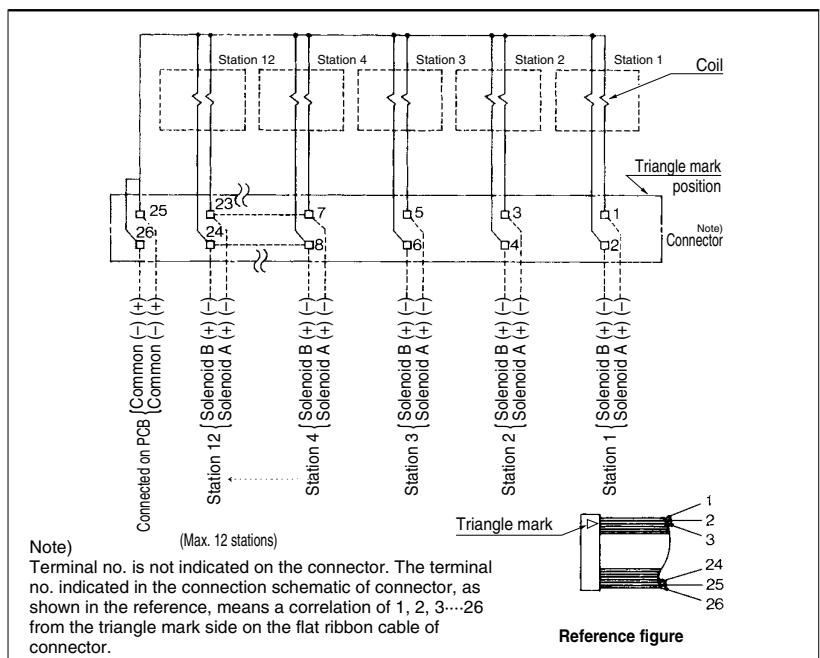 Station 12
Station 4
Station 3
Station 2
Station 1
Coil
Triangle mark
position
25
23
7
5
3
1
26
24
8
6
4
2
Note)
Connector
Connected on PCB
Common (−) (+)
Common (−) (+)
Station 12
Solenoid B (+) (−)
Solenoid A (+) (−)
Station 4
Solenoid B (+) (−)
Solenoid A (+) (−)
Station 3
Solenoid B (+) (−)
Solenoid A (+) (−)
Station 2
Solenoid B (+) (−)
Solenoid A (+) (−)
Station 1
Solenoid B (+) (−)
Solenoid A (+) (−)
(Max. 12 stations)
Triangle mark
1
2
3
24
25
26
Reference figure
Note)
Terminal no. is not indicated on the connector. The terminal
no. indicated in the connection schematic of connector, as
shown in the reference, means a correlation of 1, 2, 3····26
from the triangle mark side on the flat ribbon cable of
connector.